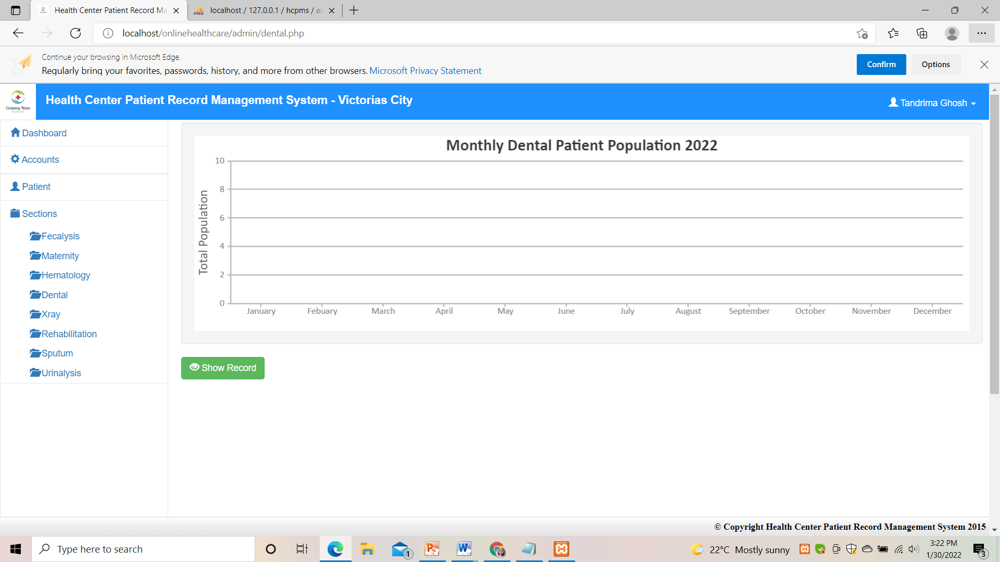 Health Center Patient Record Ma
localhost / 127.0.0.1 / hcpms / ac
localhost/onlinehealthcare/admin/dental.php
Continue your browsing in Microsoft Edge.
Regularly bring your favorites, passwords, history, and more from other browsers. Microsoft Privacy Statement
Confirm
Options
Company Name
Health Center Patient Record Management System - Victorias City
Tandrima Ghosh
Dashboard
Accounts
Patient
Sections
Fecalysis
Maternity
Hematology
Dental
Xray
Rehabilitation
Sputum
Urinalysis
Monthly Dental Patient Population 2022
Total Population
10
8
6
4
2
0
January Febuary March April May June July August September October November December
Show Record
© Copyright Health Center Patient Record Management System 2015
Type here to search
1
22°C Mostly sunny
3:22 PM
1/30/2022
3